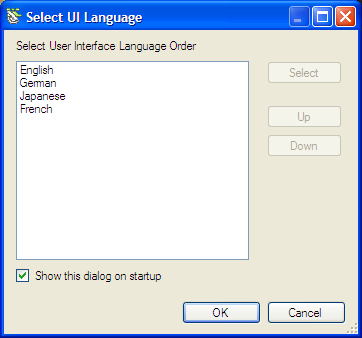 Select UI Language
Select User Interface Language Order
English
German
Japanese
French
Select
Up
Down
Show this dialog on startup
OK
Cancel